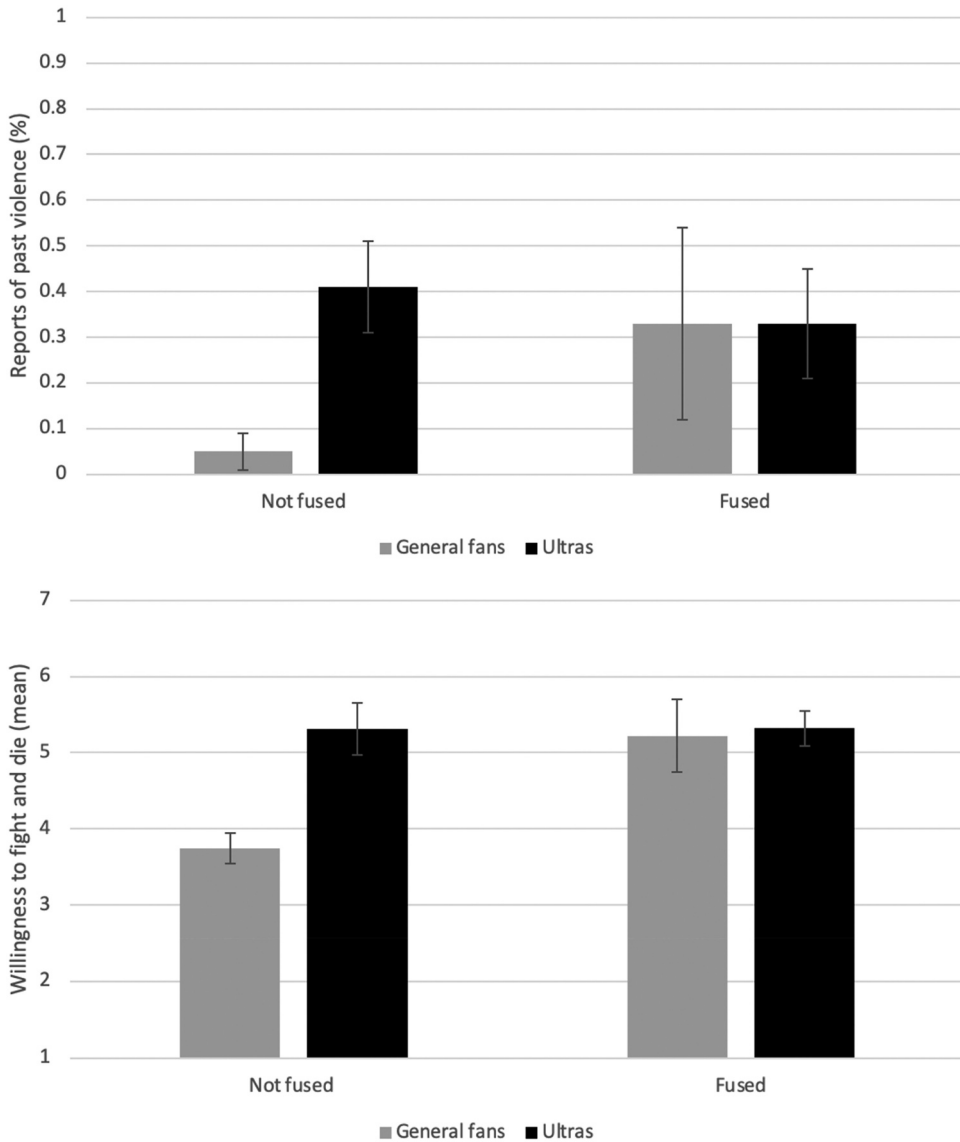 1
0.9
0.8
0.7
0.6
0.5
0.4
0.3
0.2
0.1
0
Reports of past violence (%)
Not fused
Fused
General fans Ultras
7
6
5
4
3
2
1
Willingness to fight and die (mean)
Not fused
Fused
General fans Ultras